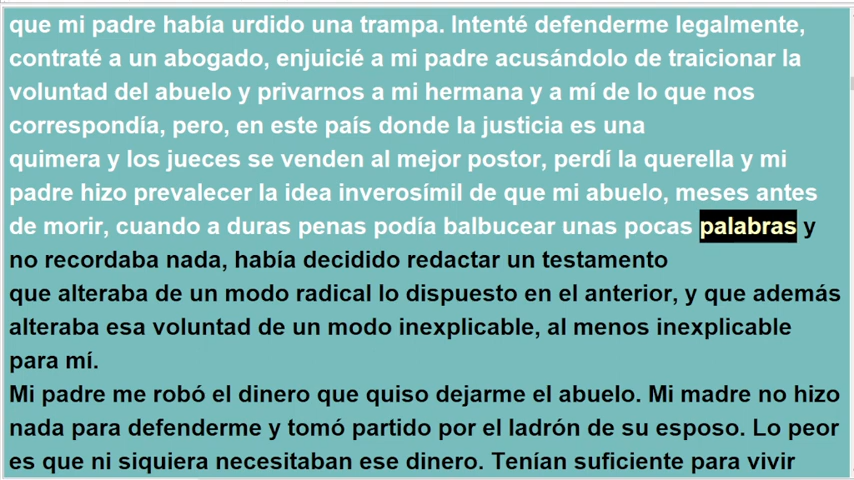 que mi padre había urdido una trampa. Intenté defenderme legalmente,
contraté a un abogado, enjuicié a mi padre acusándolo de traicionar la
voluntad del abuelo y privarnos a mi hermana y a mí de lo que nos
correspondía, pero, en este país donde la justicia es una
quimera y los jueces se venden al mejor postor, perdí la querella y mi
padre hizo prevalecer la idea inverosímil de que mi abuelo, meses antes
de morir, cuando a duras penas podía balbucear unas pocas palabras y
no recordaba nada, había decidido redactar un testamento
que alteraba de un modo radical lo dispuesto en el anterior, y que además
alteraba esa voluntad de un modo inexplicable, al menos inexplicable
para mí.
Mi padre me robó el dinero que quiso dejarme el abuelo. Mi madre no hizo
nada para defenderme y tomó partido por el ladrón de su esposo. Lo peor
es que ni siquiera necesitaban ese dinero. Tenían suficiente para vivir